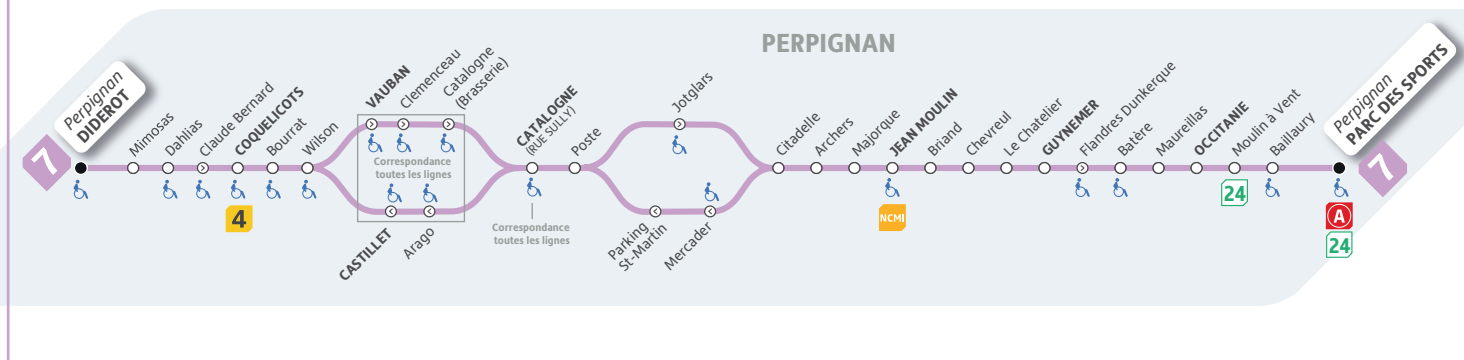 PERPIGNAN
7
Perpignan
DIDEROT
Mimosas
Dahlias
Claude Bernard
COQUELICOTS
4
Bourrat
Wilson
VAUBAN
Clemenceau
Catalogne
(Brasserie)
Correspondance
toutes les lignes
CASTILLET
Arago
CATALOGNE
(RUE SULLY)
Correspondance
toutes les lignes
Poste
Jotglars
Parking
St-Martin
Mercader
Citadelle
Archers
Majorque
JEAN MOULIN
NCMI
Briand
Chevreul
Le Chatelier
GUYNEMER
Flandres Dunkerque
Batère
Maureillas
OCCITANIE
Moulin à Vent
24
Baillaury
Perpignan
PARC DES SPORTS
7
A
24